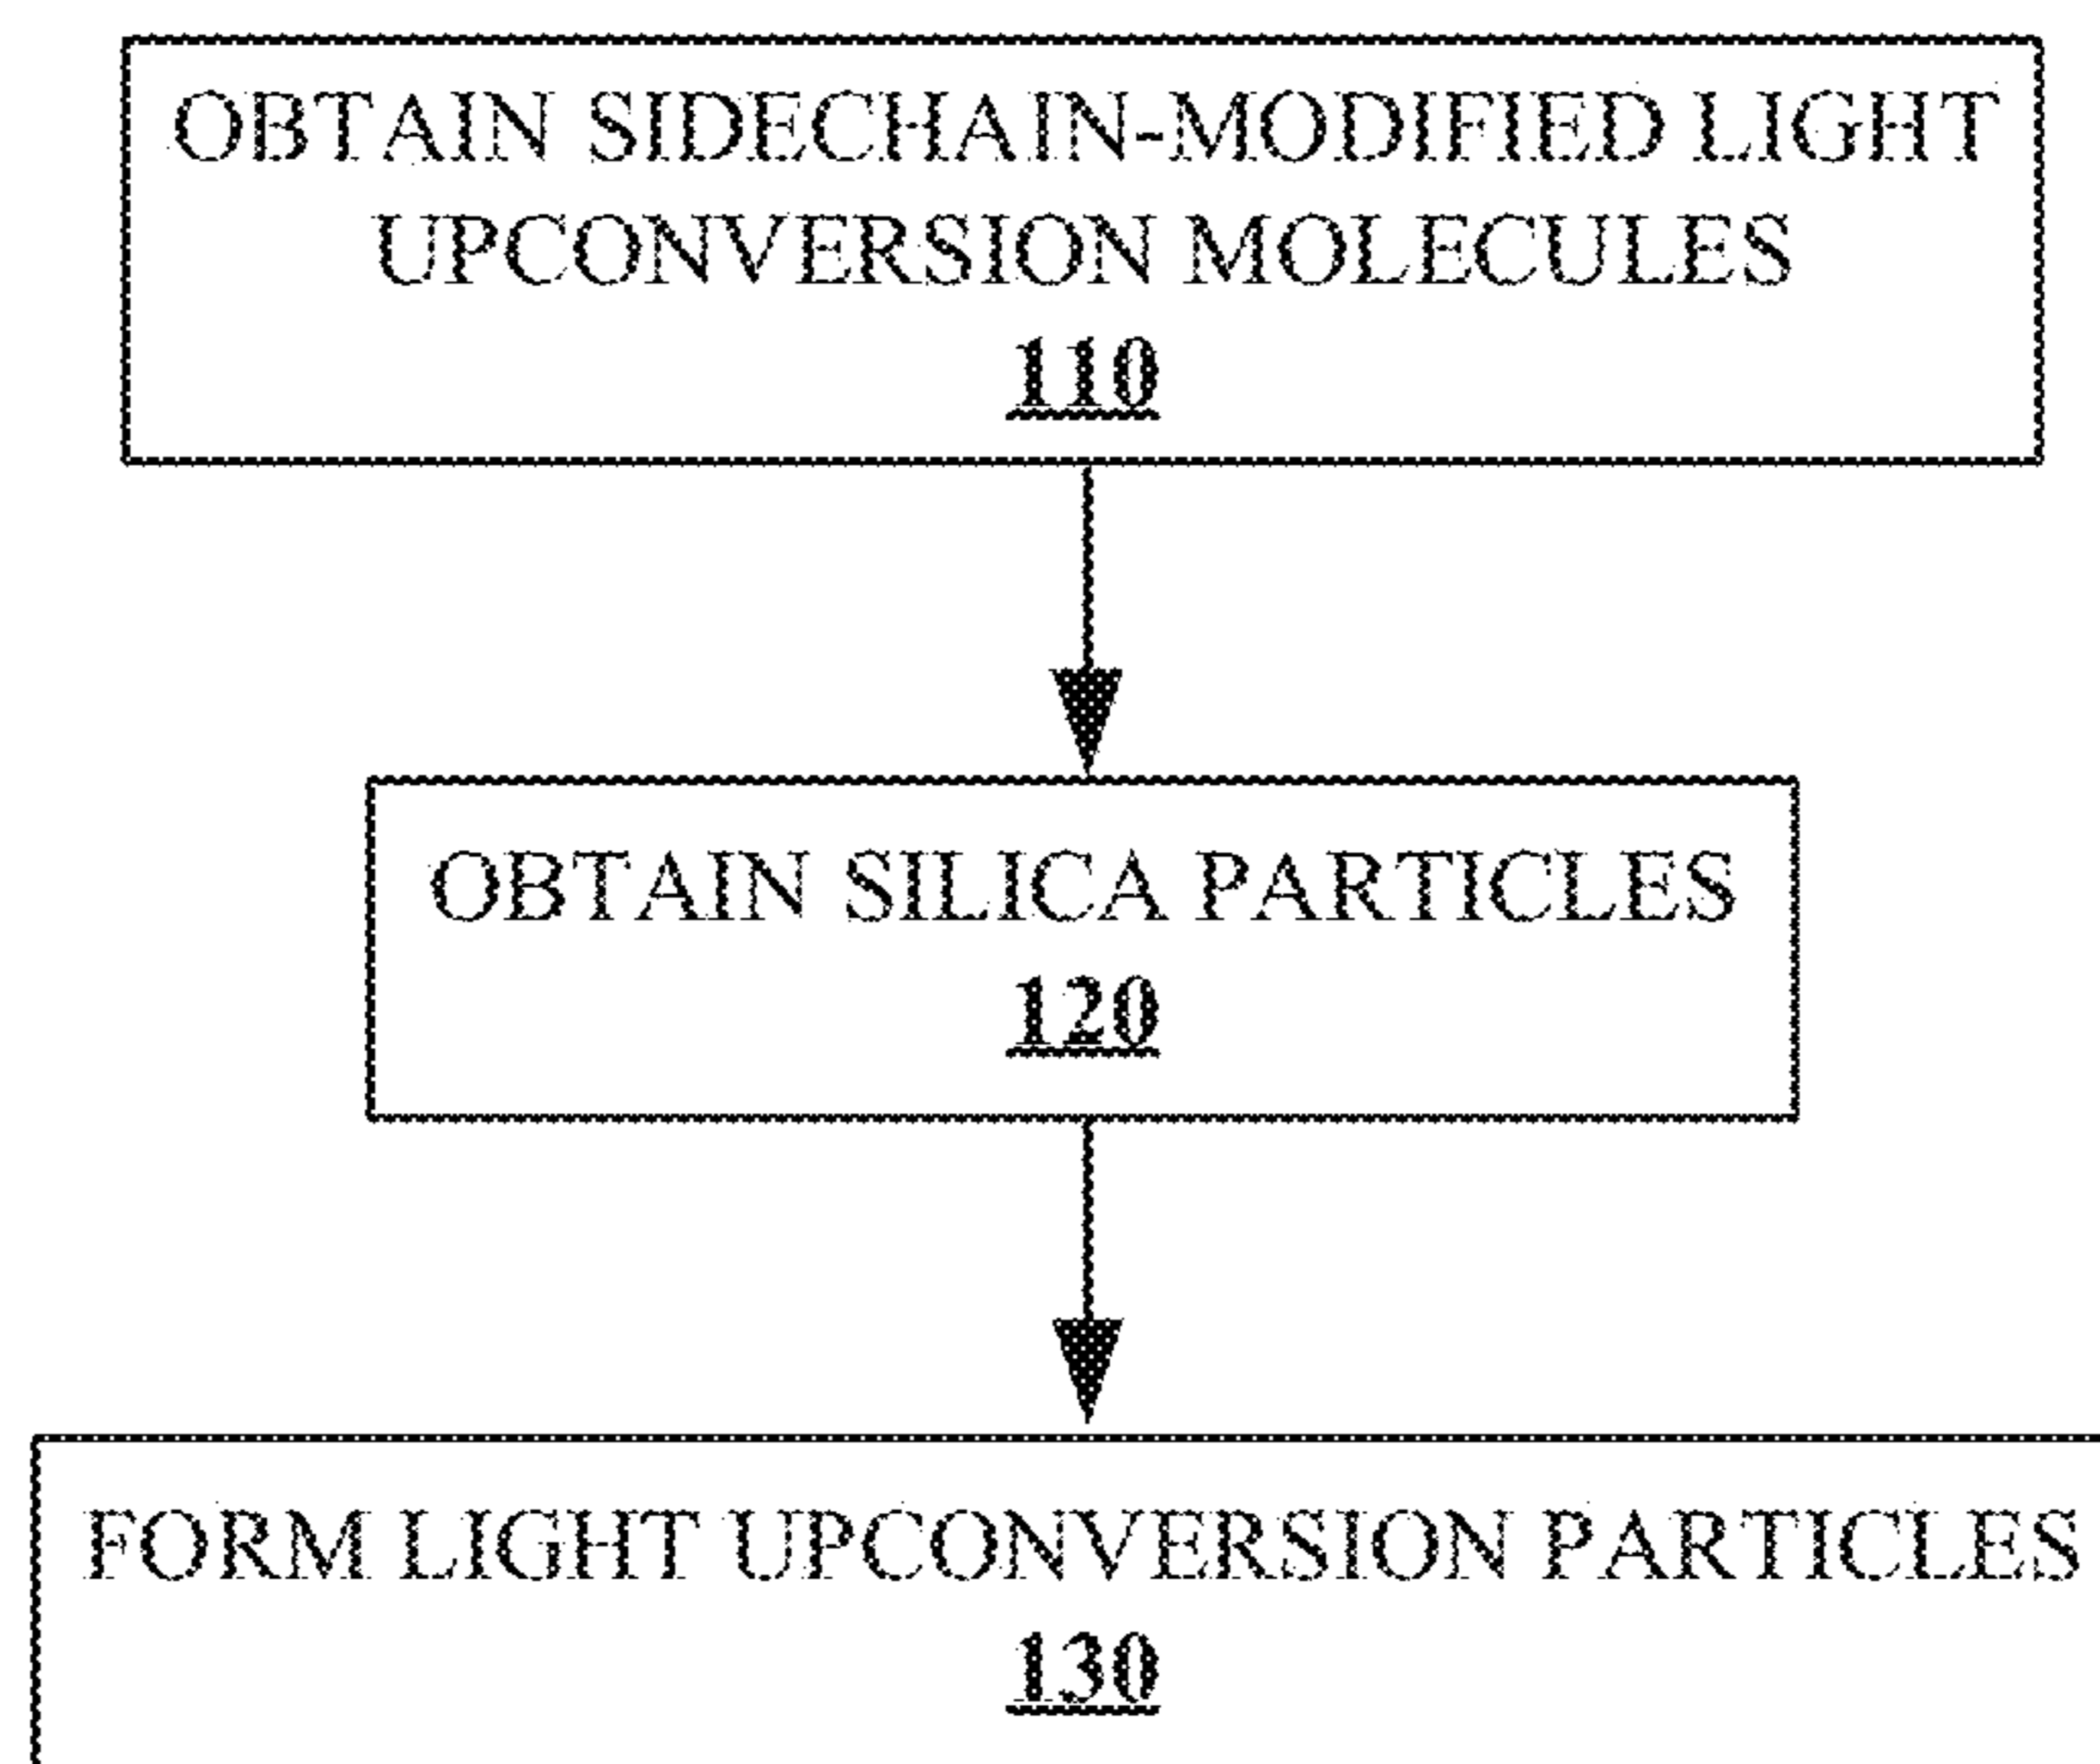 OBTAIN SIDECHAIN-MODIFIED LIGHT
UPCONVERSION MOLECULES
110
OBTAIN SILICA PARTICLES
120
FORM LIGHT UPCONVERSION PARTICLES
130